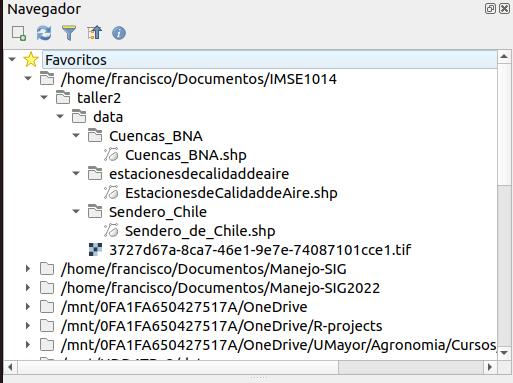 Navegador
Favoritos
/home/francisco/Documentos/IMSE1014
taller2
data
Cuencas_BNA
Cuencas_BNA.shp
estacionesdecalidaddeaire
EstacionesdeCalidaddeAire.shp
Sendero_Chile
Sendero_de_Chile.shp
3727d67a-8ca7-46e1-9e7e-74087101cce1.tif
/home/francisco/Documentos/Manejo-SIG
/home/francisco/Documentos/Manejo-SIG2022
/mnt/0FA1FA650427517A/OneDrive
/mnt/0FA1FA650427517A/OneDrive/R-projects
/mnt/0FA1FA650427517A/OneDrive/UMayor/Agronomia/Cursos